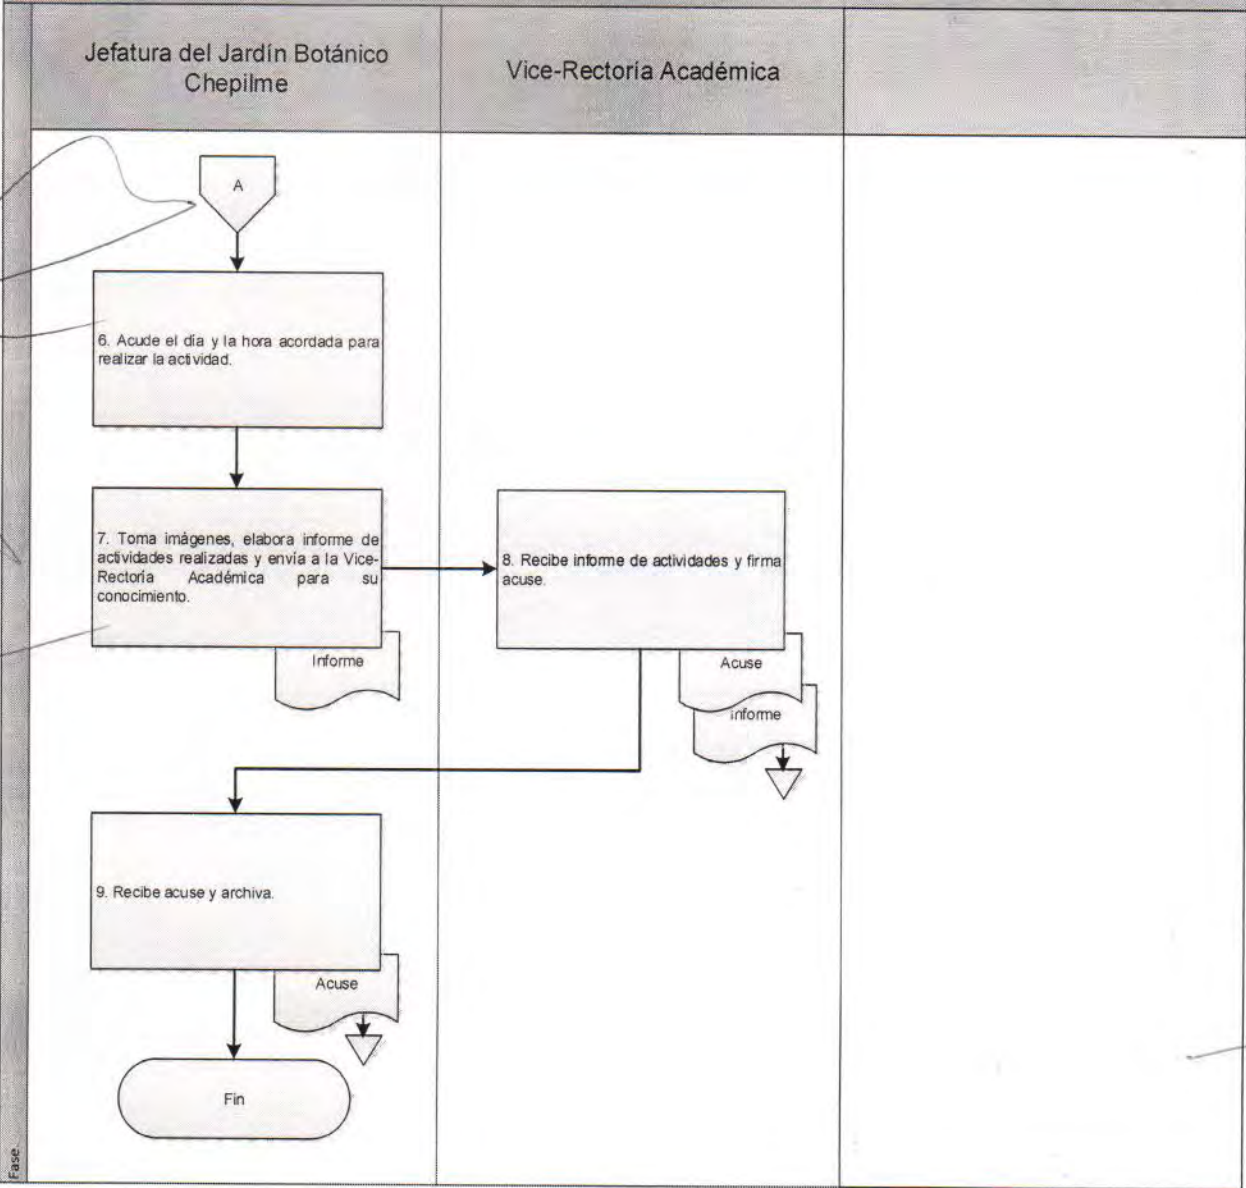 Jefatura del Jardín Botánico
Chepilme
Vice-Rectoría Académica
A
6. Acude el día y la hora acordada para
realizar la actividad.
7. Toma imágenes, elabora informe de
actividades realizadas y envía a la Vice-
Rectoría Académica para su
conocimiento.
Informe
8. Recibe informe de actividades y firma
acuse.
Acuse
Informe
9. Recibe acuse y archiva.
Acuse
Fin
Fase.